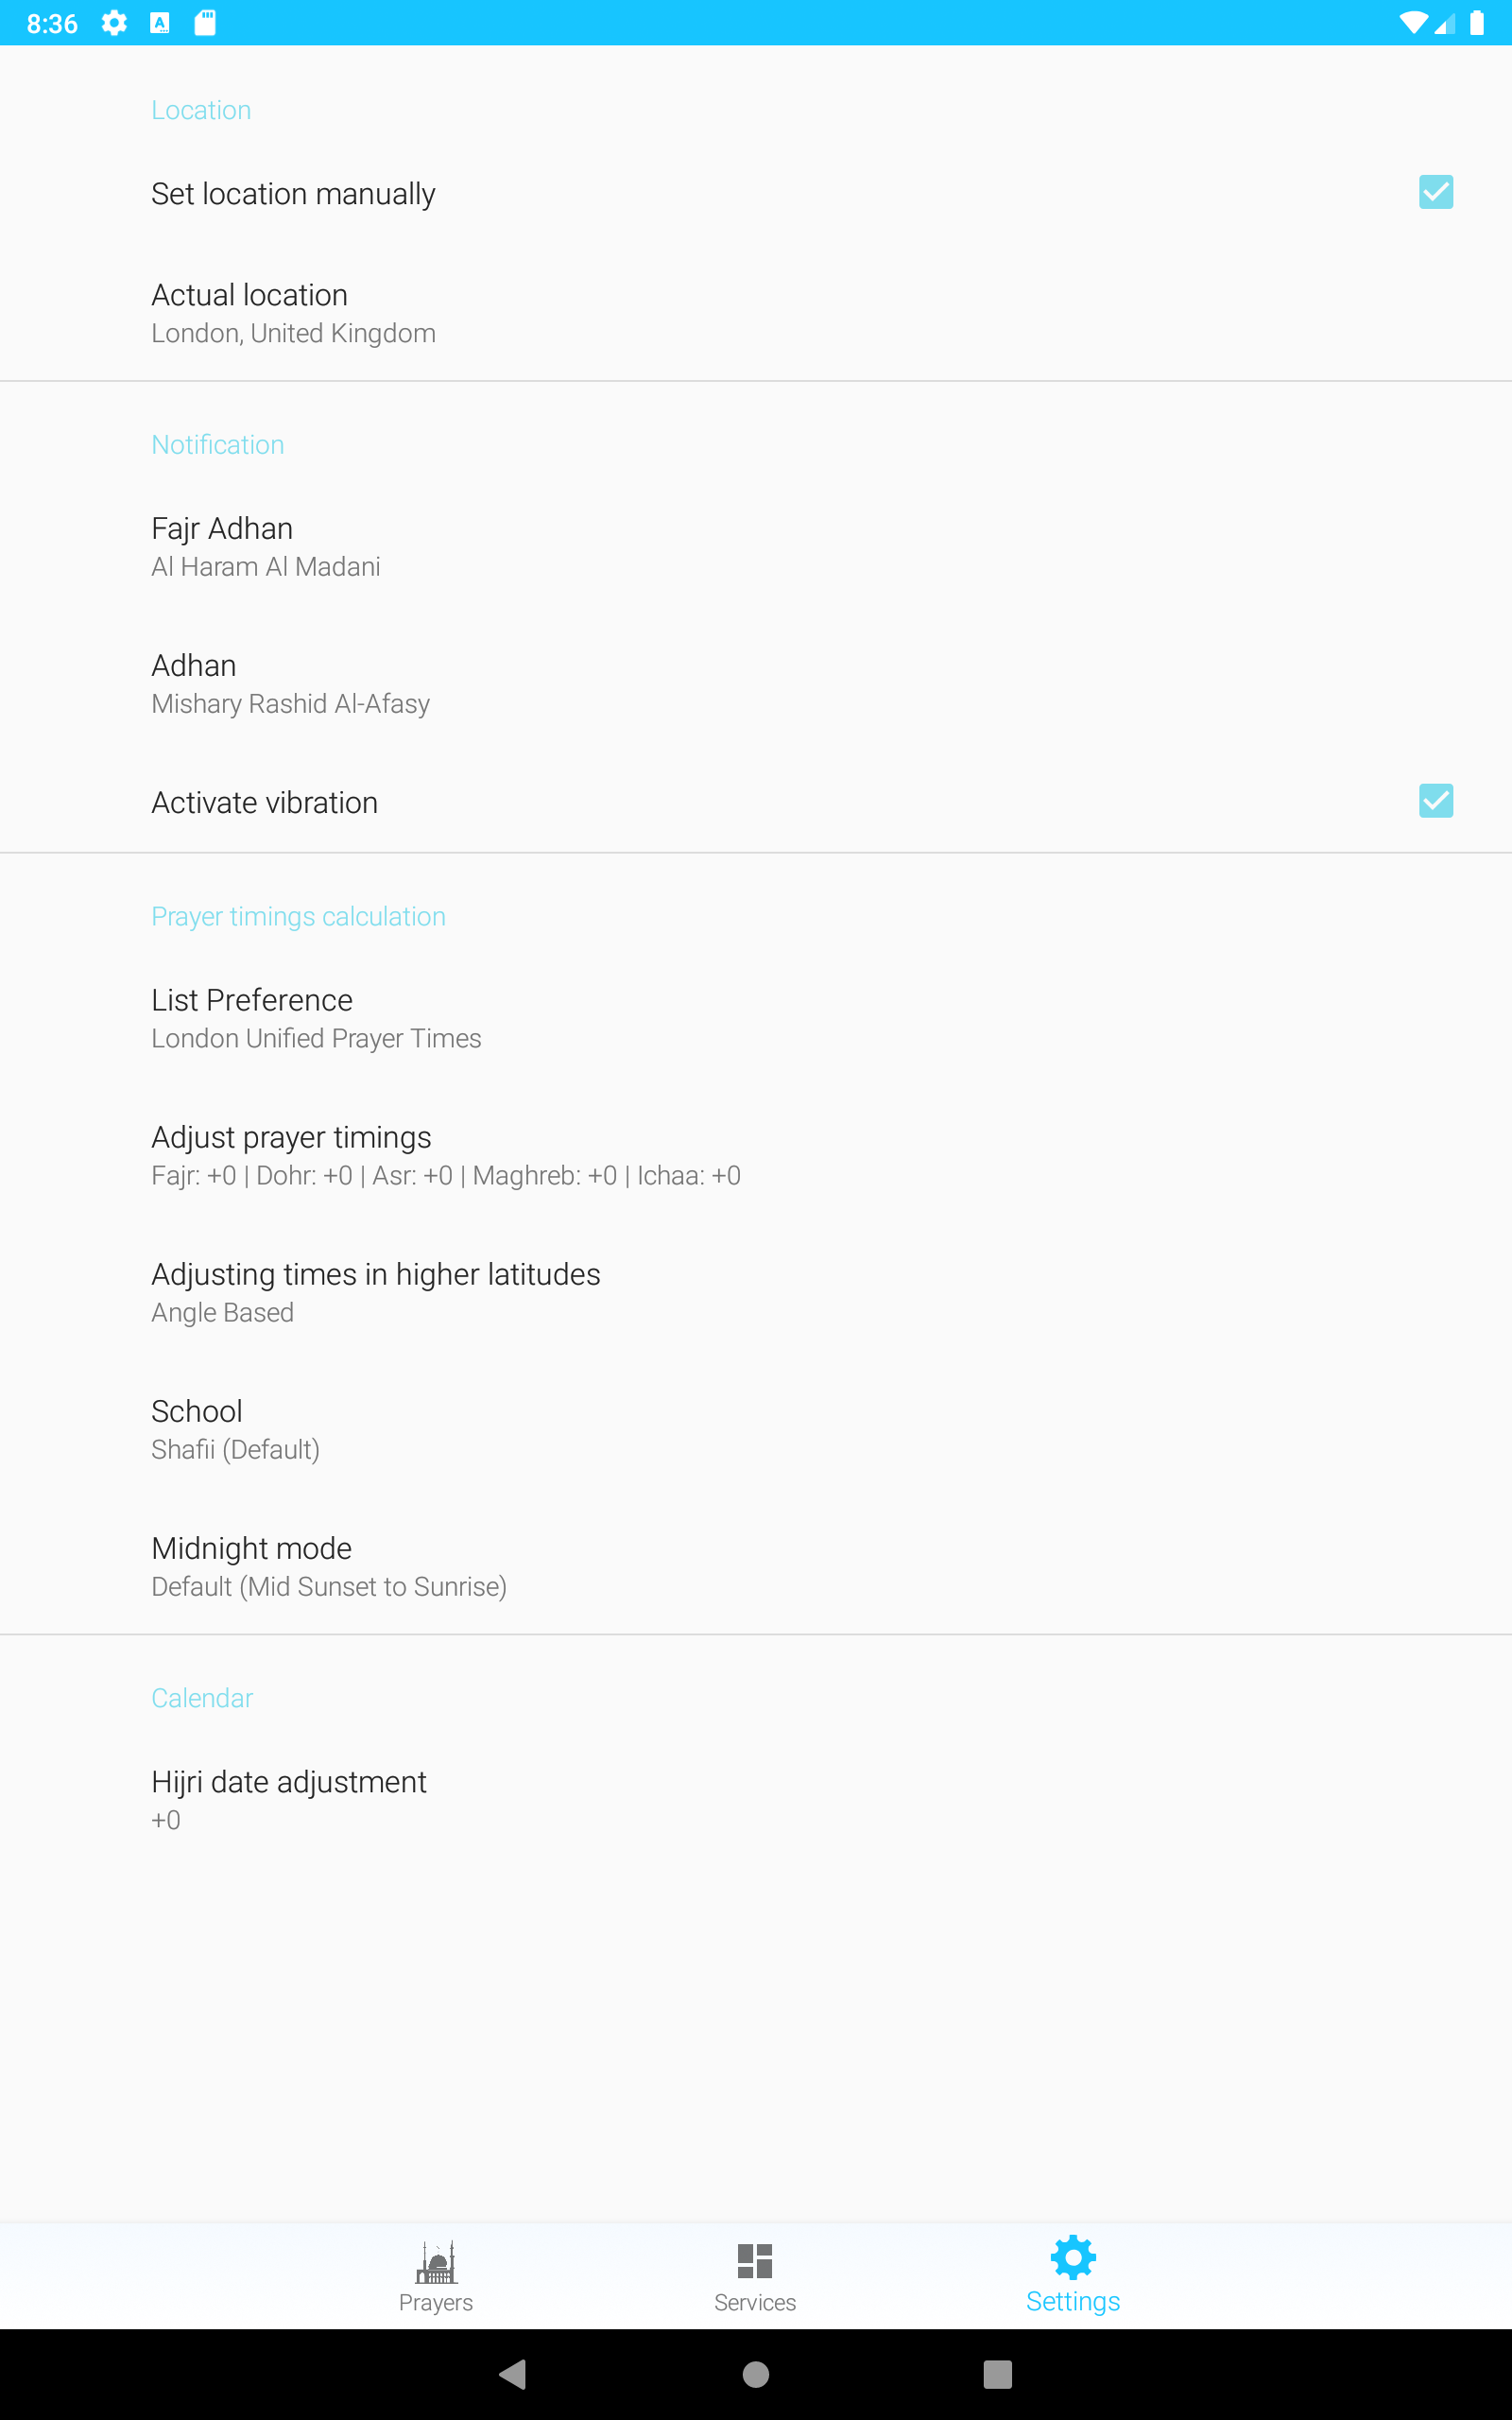 8:36
Location
Set location manually
Actual location
London, United Kingdom
Notification
Fajr Adhan
Al Haram Al Madani
Adhan
Mishary Rashid Al-Afasy
Activate vibration
Prayer timings calculation
List Preference
London Unified Prayer Times
Adjust prayer timings
Fajr: +0 | Dohr: +0 | Asr: +0 | Maghreb: +0 | Ichaa: +0
Adjusting times in higher latitudes
Angle Based
School
Shafii (Default)
Midnight mode
Default (Mid Sunset to Sunrise)
Calendar
Hijri date adjustment
+0
Prayers
Services
Settings